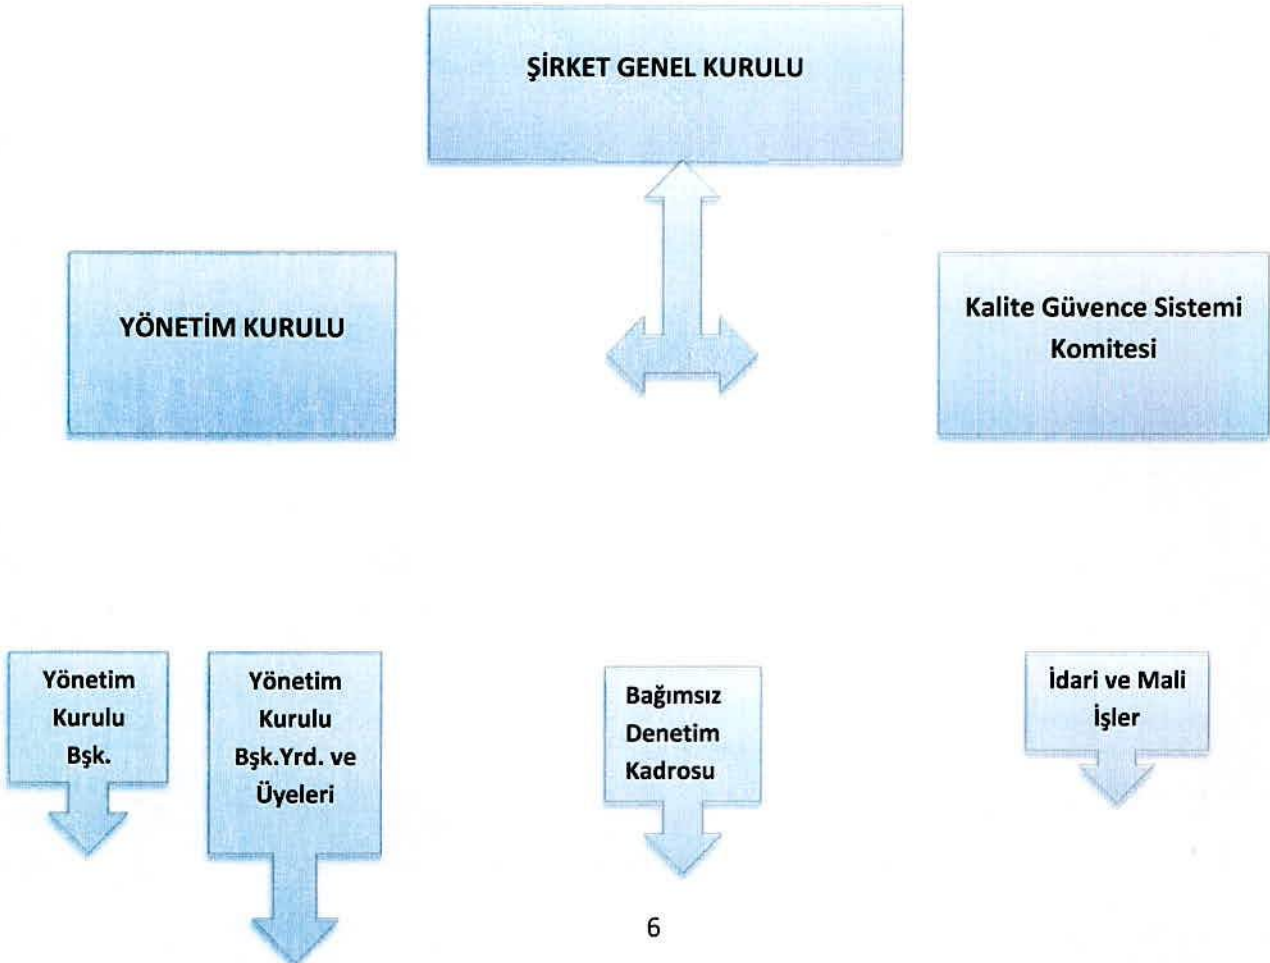 ŞİRKET GENEL KURULU
YÖNETİM KURULU
Kalite Güvence Sistemi
Komitesi
Yönetim
Kurulu
Bşk.
Yönetim
Kurulu
Bşk.Yrd. ve
Üyeleri
Bağımsız
Denetim
Kadrosu
İdari ve Mali
İşler
6